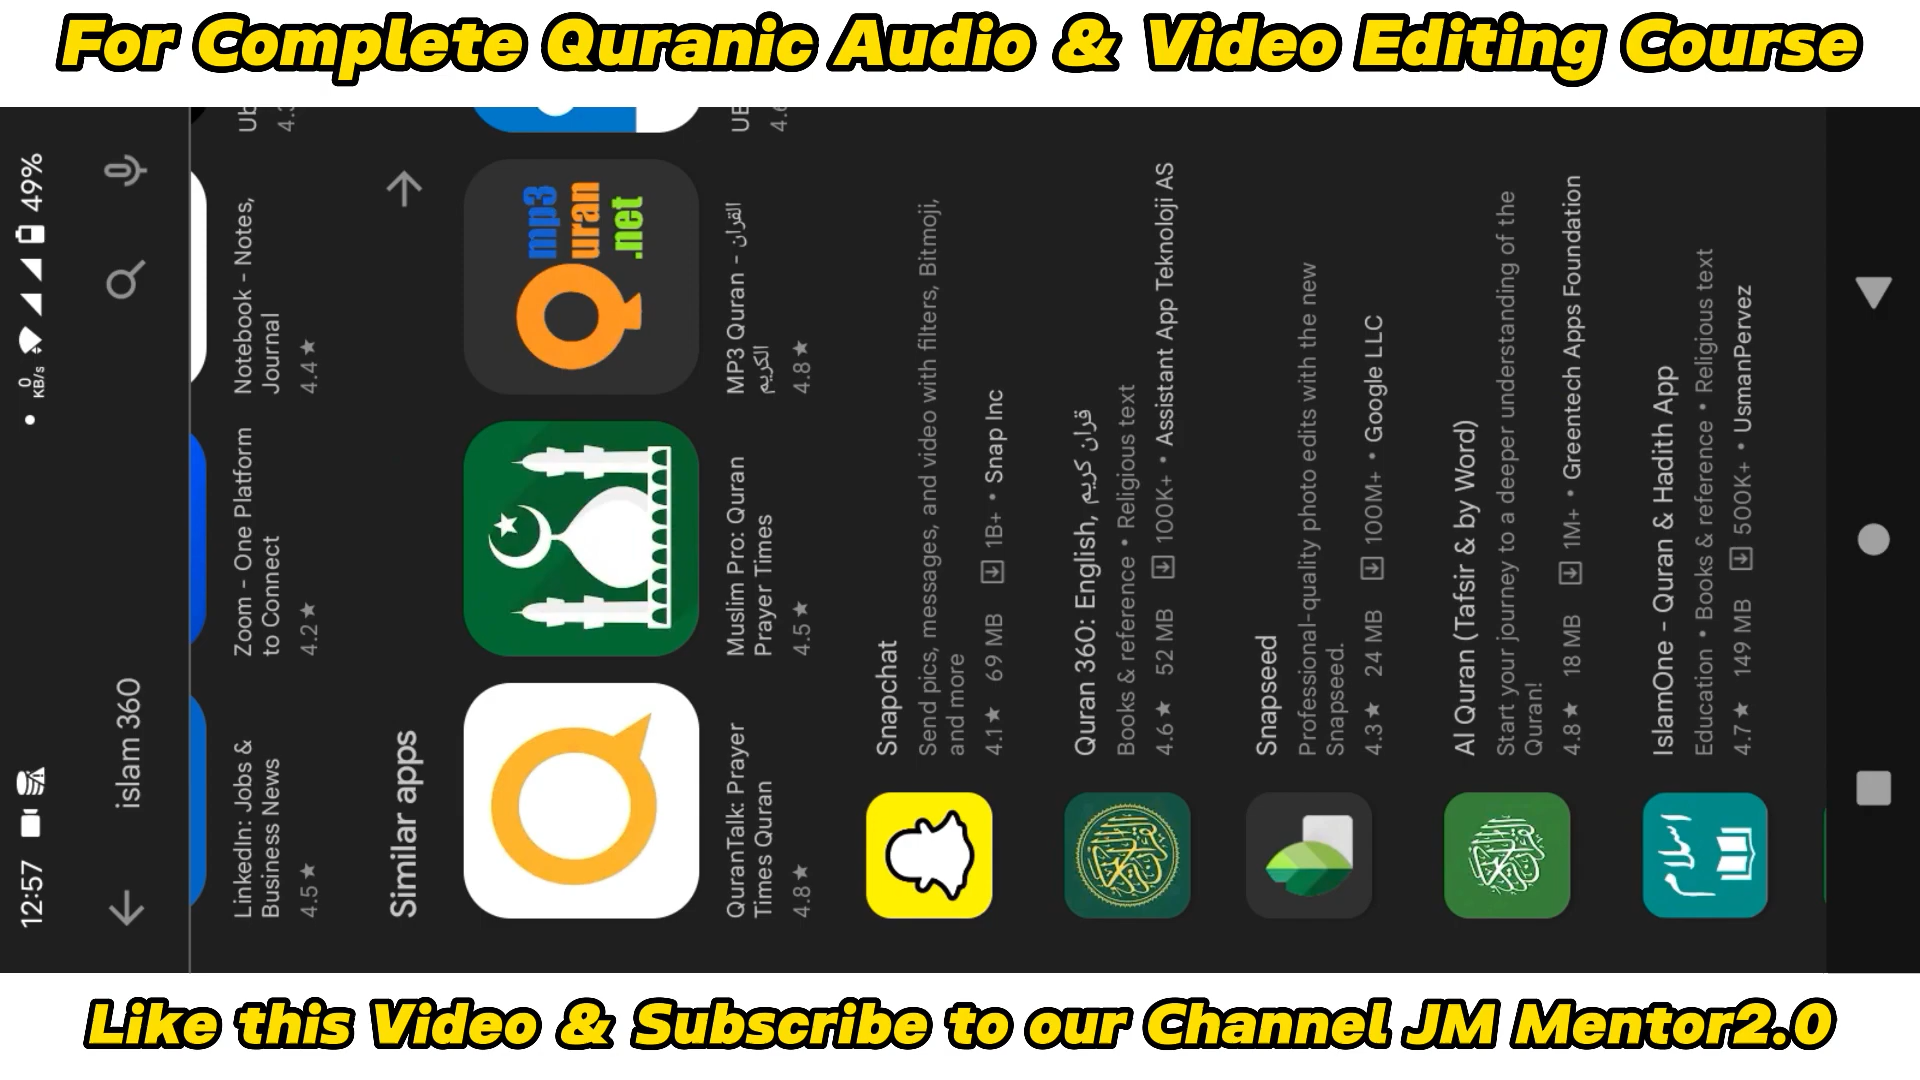 For Complete Quranic Audio & Video Editing Course
12:57
0
KB/s
49%
islam 360
LinkedIn: Jobs &
Business News
4.5★
Zoom - One Platform
to Connect
4.2★
Notebook - Notes,
Journal
4.4★
Similar apps
mp3
Quran
.net
QuranTalk: Prayer
Times Quran
4.8★
Muslim Pro: Quran
Prayer Times
4.5★
MP3 Quran - القرآن
الكريم
4.8★
Snapchat
Send pics, messages, and video with filters, Bitmoji,
and more
4.1★ 69 MB 1B+ • Snap Inc
Quran 360: English, قرآن كريم
Books & reference • Religious text
4.6★ 52 MB 100K+ • Assistant App Teknoloji AS
Snapseed
Professional-quality photo edits with the new
Snapseed.
4.3★ 24 MB 100M+ • Google LLC
Al Quran (Tafsir & by Word)
Start your journey to a deeper understanding of the
Quran!
4.8★ 18 MB 1M+ • Greentech Apps Foundation
اسلام
IslamOne - Quran & Hadith App
Education • Books & reference • Religious text
4.7★ 149 MB 500K+ • UsmanPervez
Like this Video & Subscribe to our Channel JM Mentor2.0